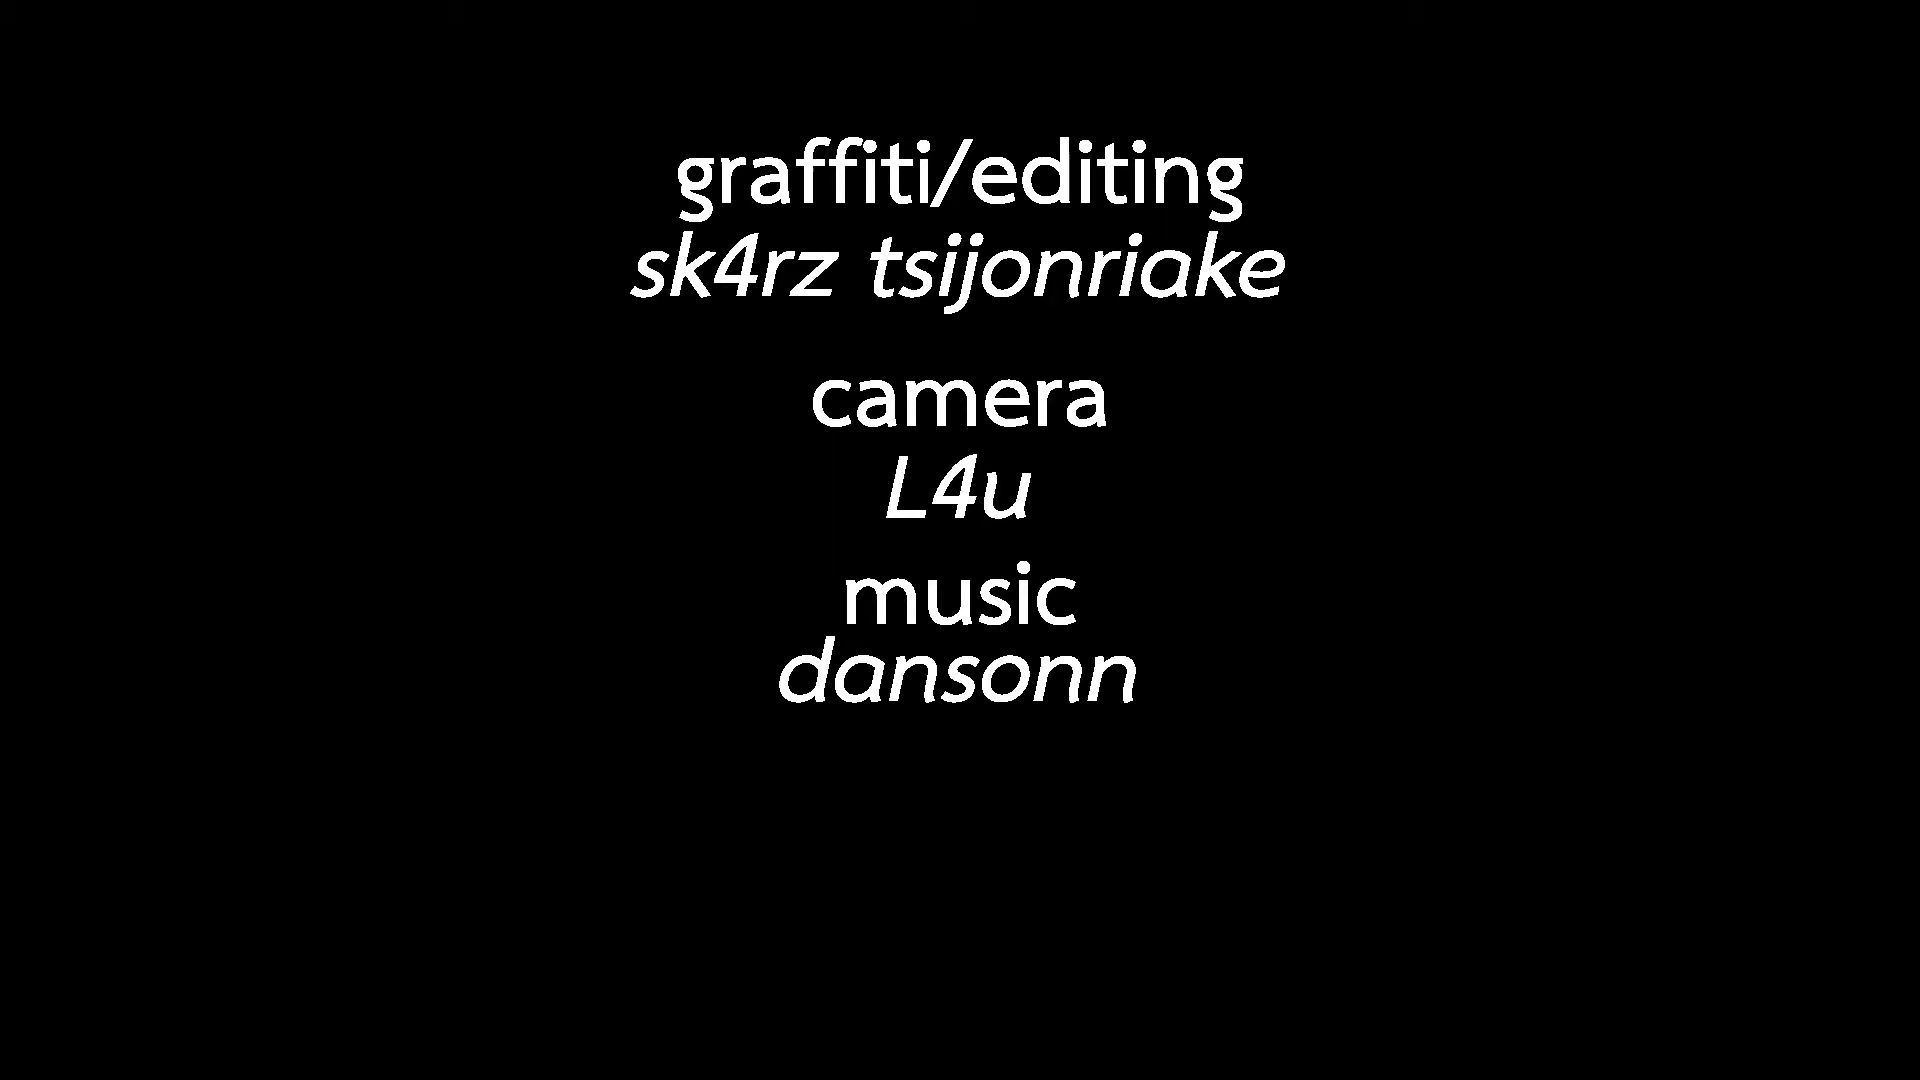 graffiti/editing
sk4rz tsijonriake
camera
L4u
music
dansonn